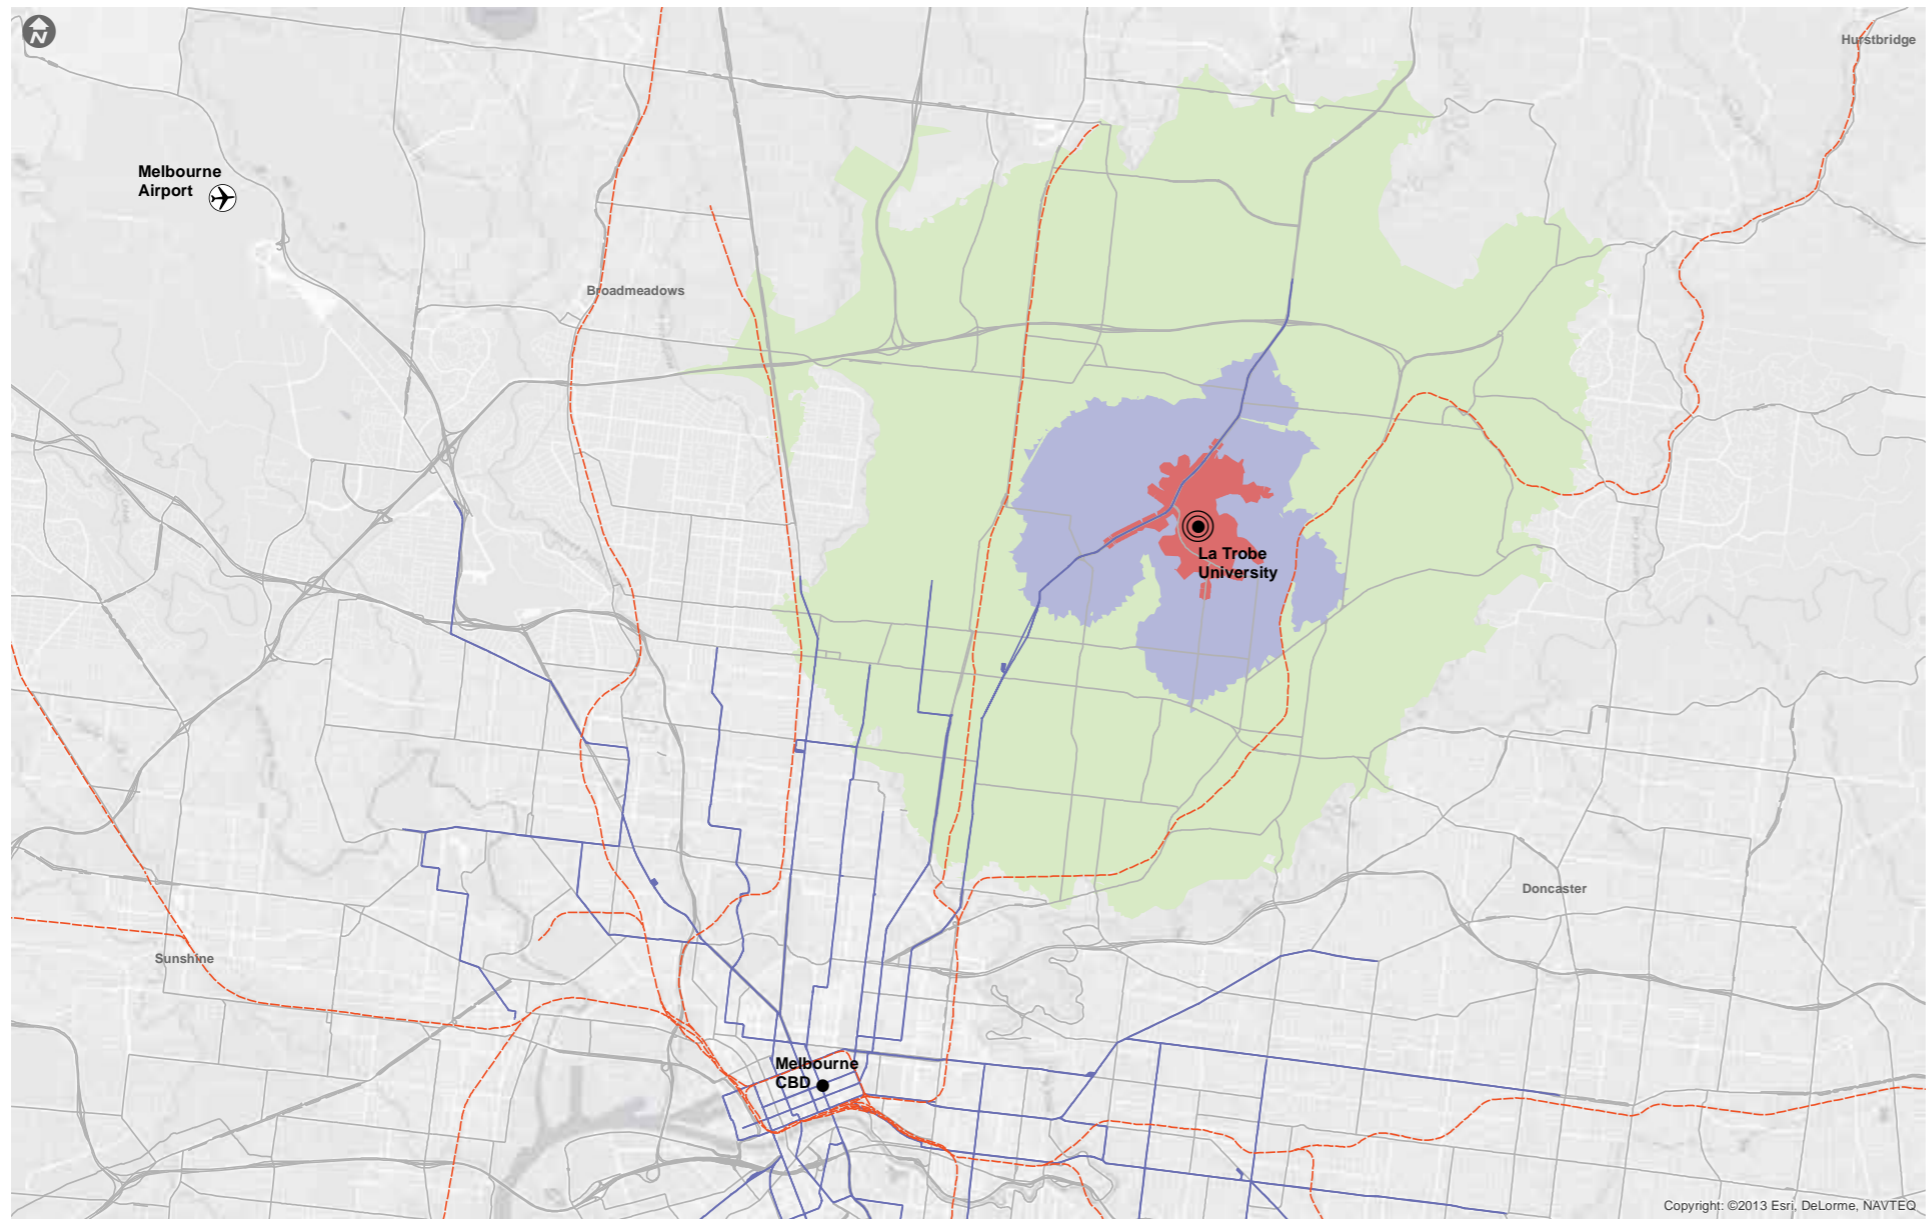 N
Hurstbridge
Melbourne
Airport
Broadmeadows
La Trobe
University
Doncaster
Sunshine
Melbourne
CBD
Copyright: ©2013 Esri, DeLorme, NAVTEQ